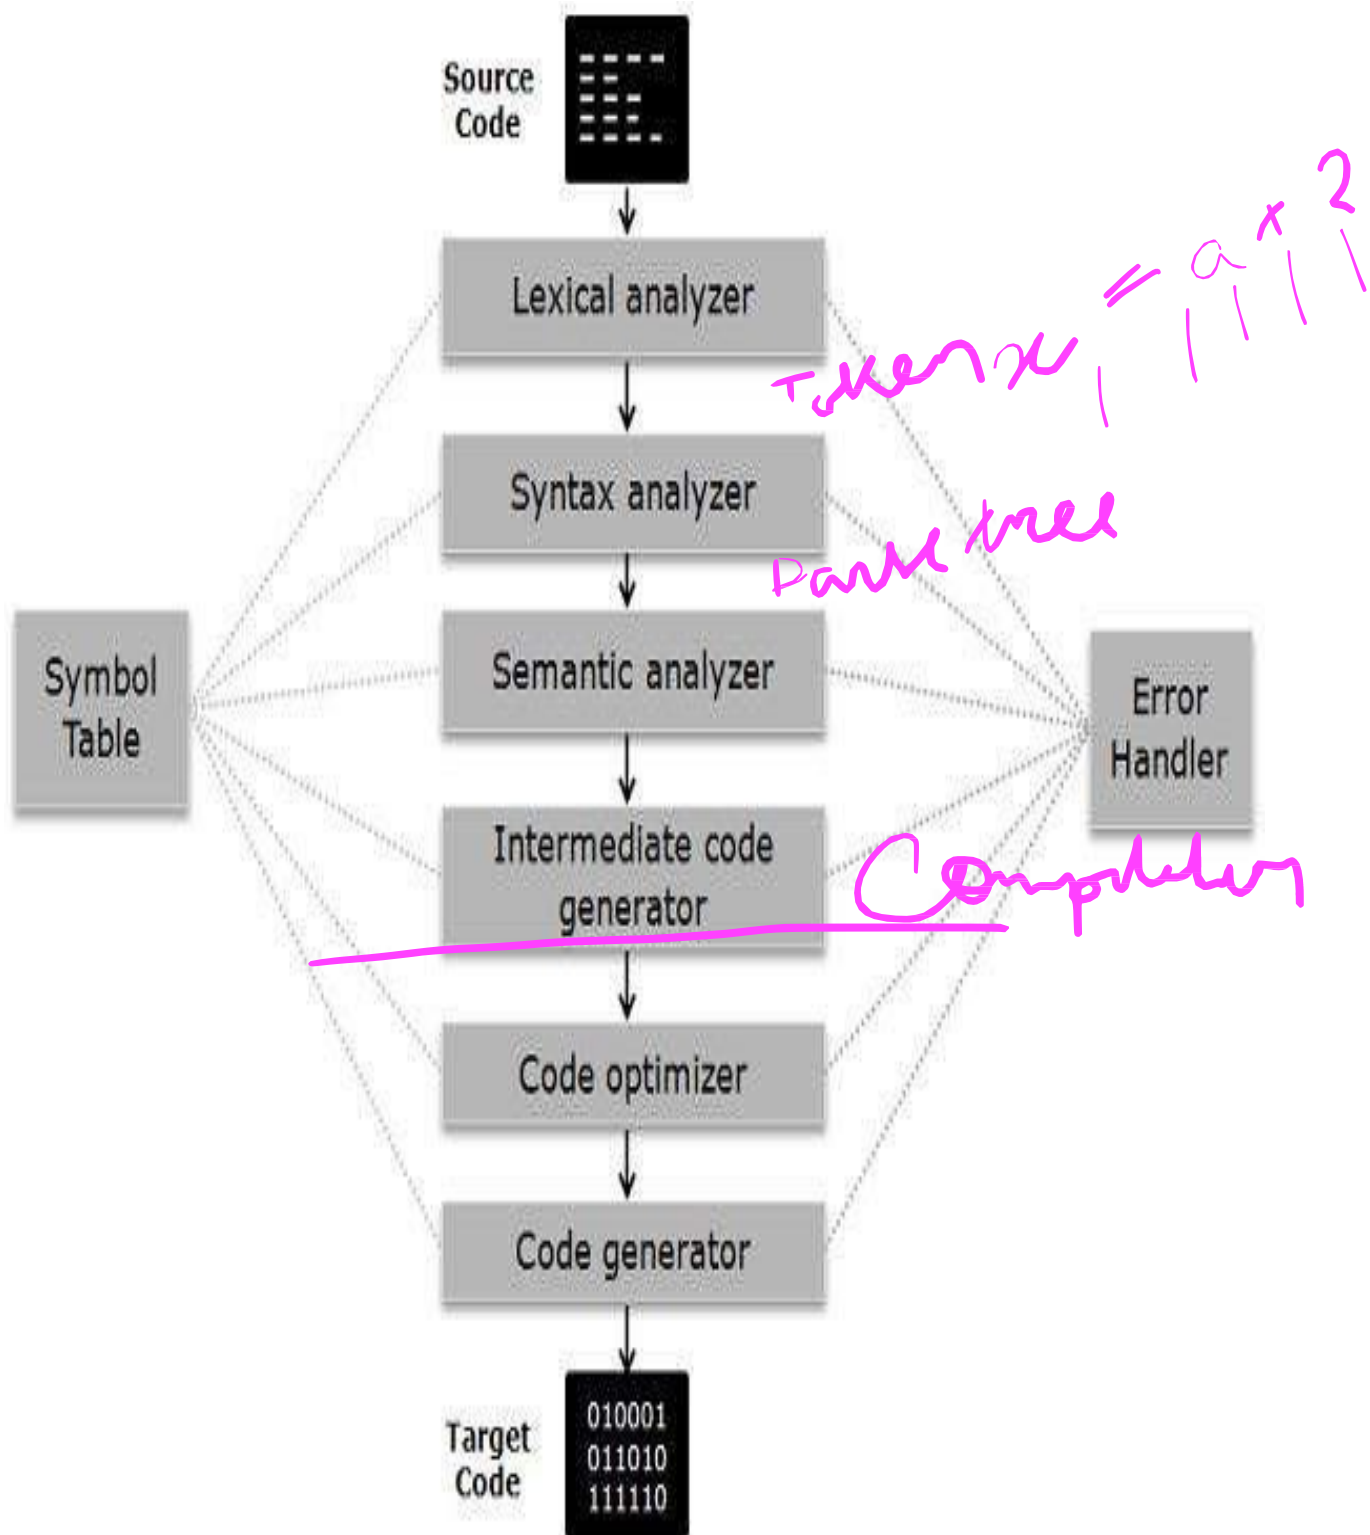 Source
Code
Lexical analyzer
Tokens x = a + 2
Syntax analyzer
Parse tree
Semantic analyzer
Symbol
Table
Error
Handler
Intermediate code
generator
Code optimizer
Code generator
Target
Code
010001
011010
111110